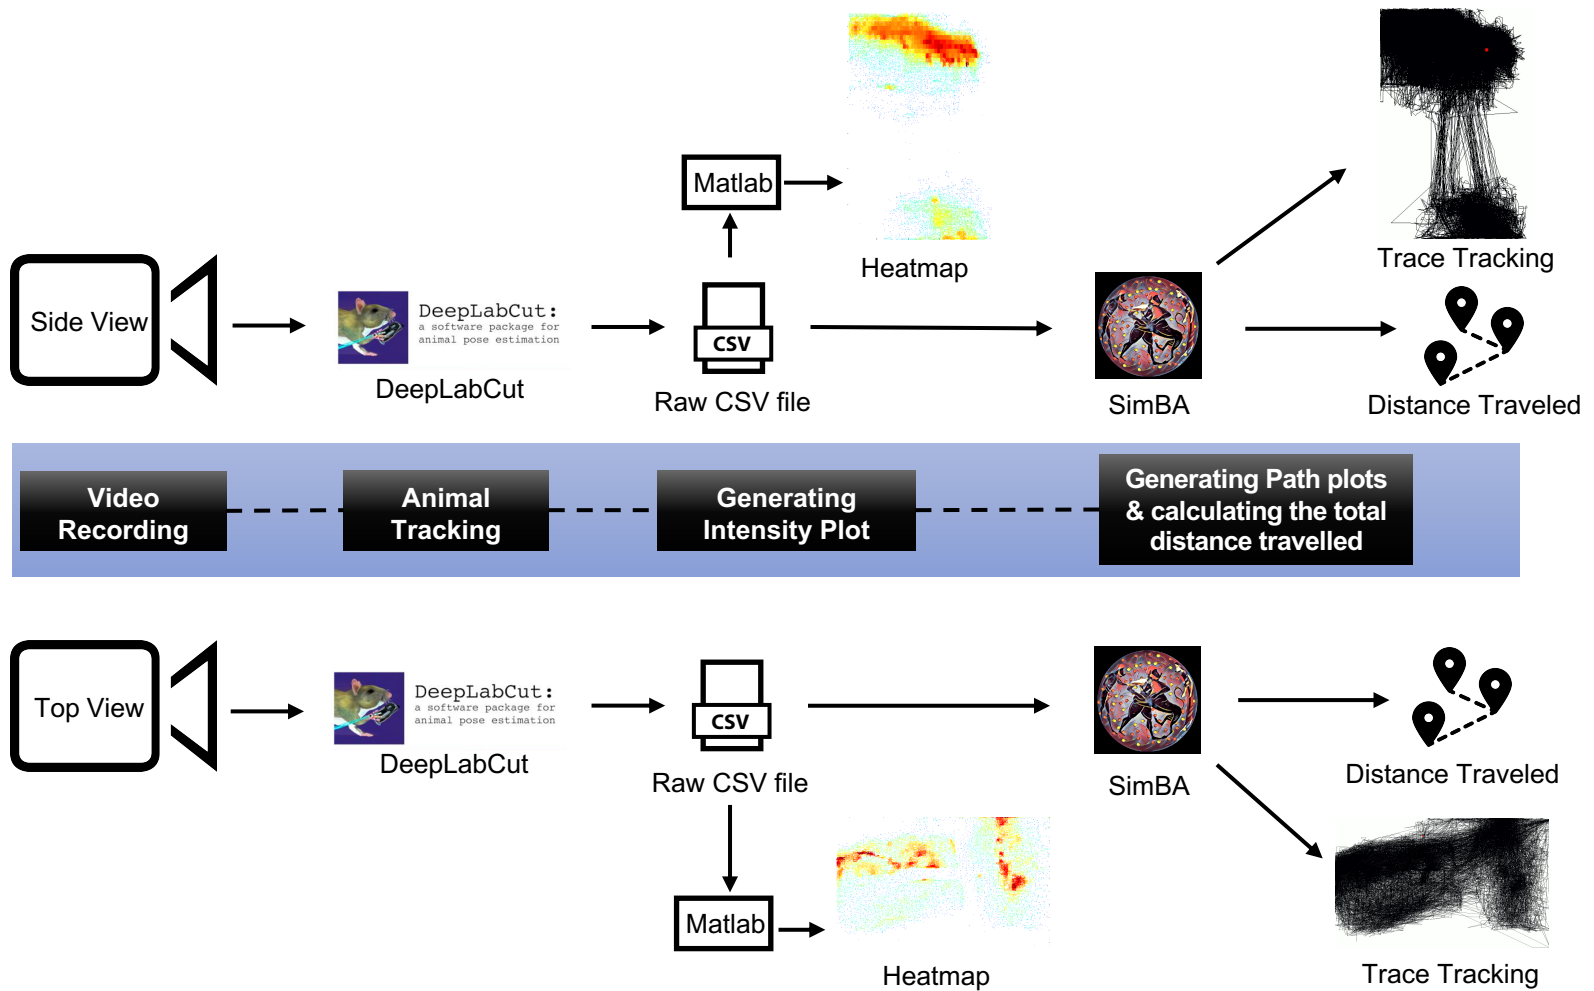 Matlab
Heatmap
Trace Tracking
Side View
DeepLabCut:
a software package for
animal pose estimation
DeepLabCut
CSV
Raw CSV file
SimBA
Distance Traveled
Video
Recording
Animal
Tracking
Generating
Intensity Plot
Generating Path plots
& calculating the total
distance travelled
Top View
DeepLabCut:
a software package for
animal pose estimation
DeepLabCut
CSV
Raw CSV file
SimBA
Distance Traveled
Matlab
Heatmap
Trace Tracking